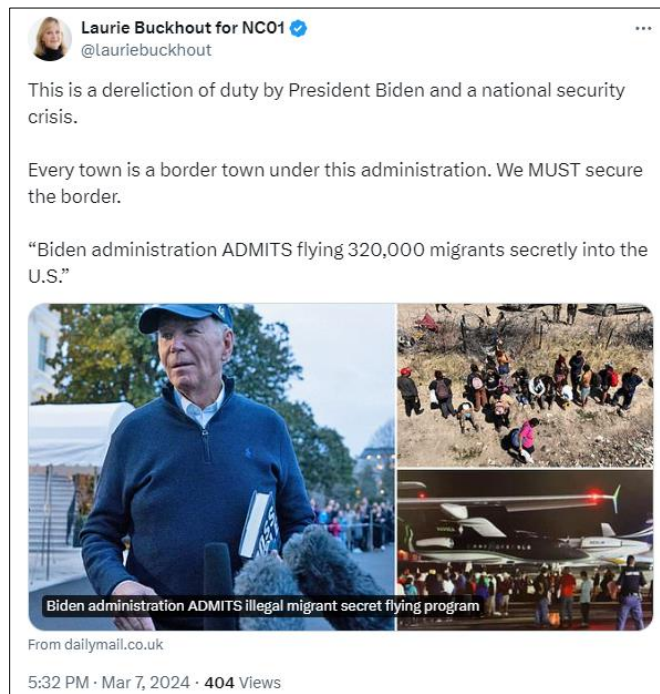 Laurie Buckhout for NC01
@lauriebuckhout
This is a dereliction of duty by President Biden and a national security
crisis.
Every town is a border town under this administration. We MUST secure
the border.
“Biden administration ADMITS flying 320,000 migrants secretly into the
U.S.”
Biden administration ADMITS illegal migrant secret flying program
From dailymail.co.uk
5:32 PM · Mar 7, 2024 · 404 Views